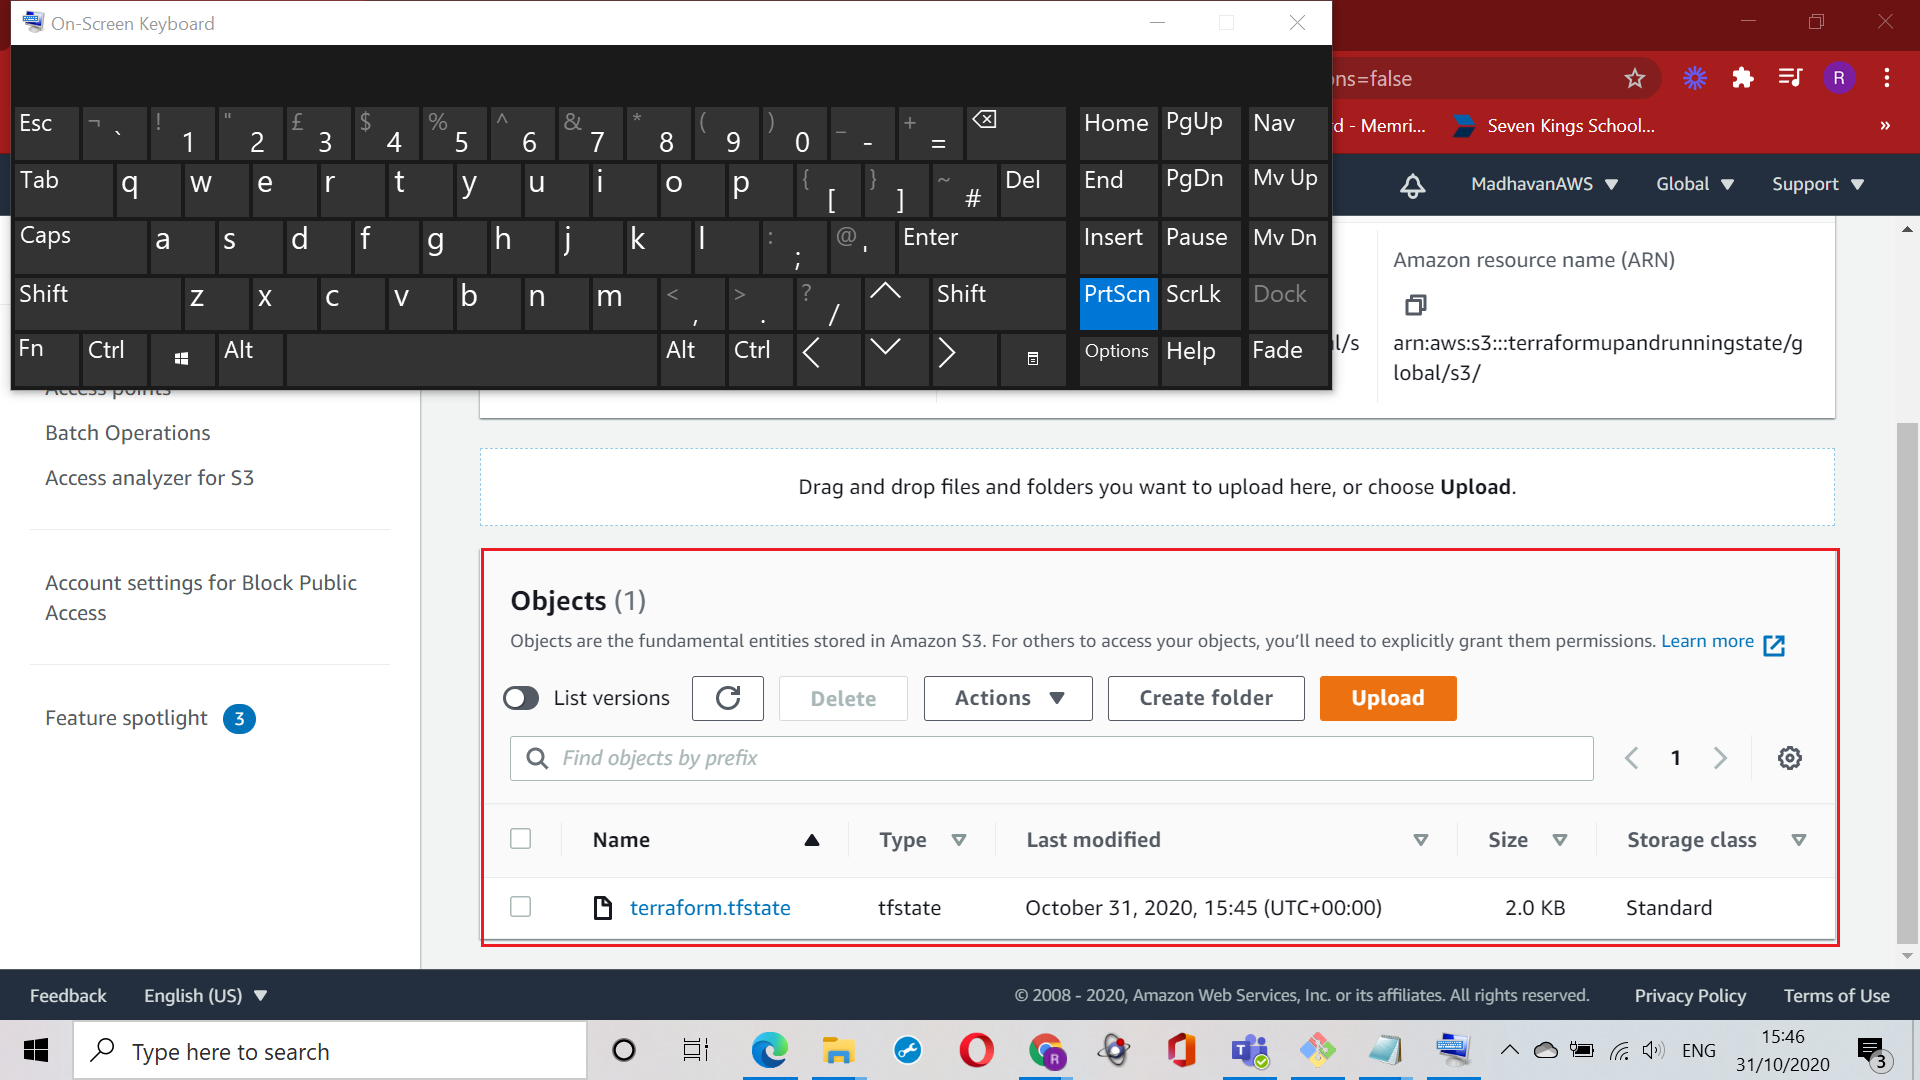 On-Screen Keyboard
ons=false
R
Esc ¬ ` ! 1 " 2 £ 3 $ 4 % 5 ^ 6 & 7 * 8 ( 9 ) 0 _ - + = Home PgUp Nav
d - Memri... Seven Kings School... »
Tab q w e r t y u i o p { [ } ] ~ # Del End PgDn Mv Up
MadhavanAWS Global Support
Caps a s d f g h j k l : ; @ ' Enter Insert Pause Mv Dn
Amazon resource name (ARN)
Shift z x c v b n m < , > . ? / Shift PrtScn ScrLk Dock
Fn Ctrl Alt Alt Ctrl Options Help Fade
l/s
arn:aws:s3:::terraformupandrunningstate/g
lobal/s3/
Access points
Batch Operations
Access analyzer for S3
Account settings for Block Public
Access
Feature spotlight 3
Drag and drop files and folders you want to upload here, or choose Upload.
Objects (1)
Objects are the fundamental entities stored in Amazon S3. For others to access your objects, you’ll need to explicitly grant them permissions. Learn more
List versions Delete Actions Create folder Upload
Find objects by prefix 1
Name Type Last modified Size Storage class
terraform.tfstate tfstate October 31, 2020, 15:45 (UTC+00:00) 2.0 KB Standard
Feedback English (US) © 2008 - 2020, Amazon Web Services, Inc. or its affiliates. All rights reserved. Privacy Policy Terms of Use
Type here to search R ENG 15:46
31/10/2020 3